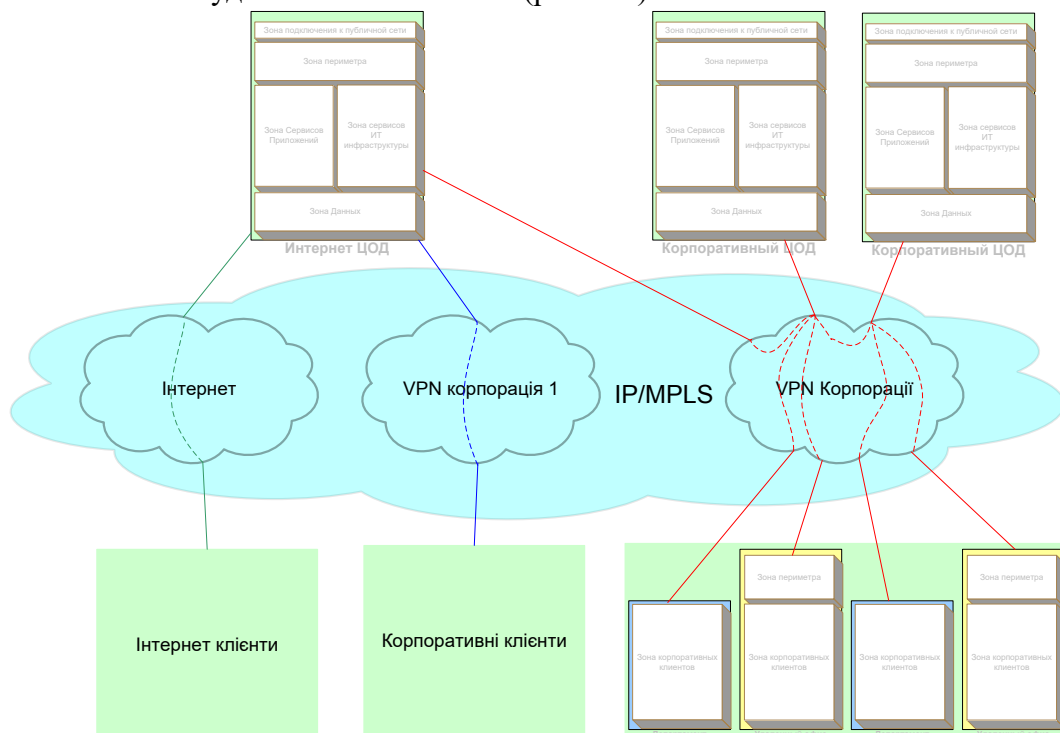 Зона подключения к публичной сети
Зона периметра
Зона Сервисов
Приложений
Зона сервисов
ИТ
инфраструктуры
Зона Данных
Интернет ЦОД
Зона подключения к публичной сети
Зона периметра
Зона Сервисов
Приложений
Зона сервисов
ИТ
инфраструктуры
Зона Данных
Корпоративный ЦОД
Зона подключения к публичной сети
Зона периметра
Зона Сервисов
Приложений
Зона сервисов
ИТ
инфраструктуры
Зона Данных
Корпоративный ЦОД
Інтернет
VPN корпорація 1
IP/MPLS
VPN Корпорації
Інтернет клієнти
Корпоративні клієнти
Зона корпоративных
клиентов
Зона периметра
Зона корпоративных
клиентов
Зона корпоративных
клиентов
Зона периметра
Зона корпоративных
клиентов